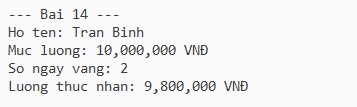 --- Bai 14 ---
Ho ten: Tran Binh
Muc luong: 10,000,000 VNĐ
So ngay vang: 2
Luong thuc nhan: 9,800,000 VNĐ